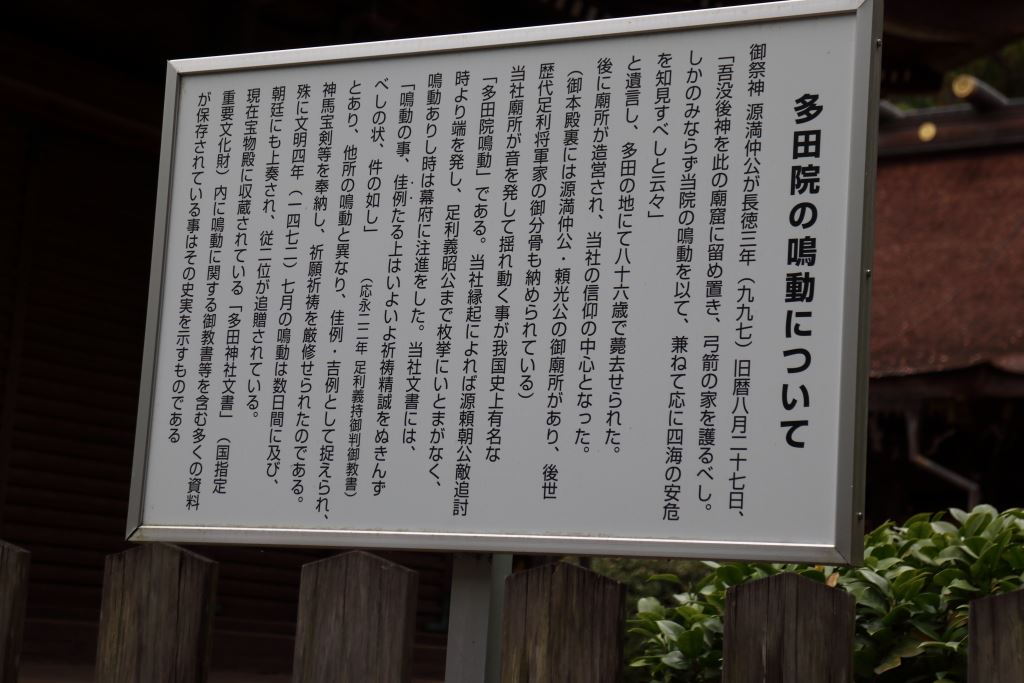 多田院の鳴動について
御祭神 源満仲公が長徳三年（九九七）旧暦八月二十七日、
「吾没後神を此の廟窟に留め置き、弓箭の家を護るべし。
しかのみならず当院の鳴動を以て、兼ねて応に四海の安危
を知見すべしと云々」
と遺言し、多田の地にて八十六歳で薨去せられた。
後に廟所が造営され、当社の信仰の中心となった。
（御本殿裏には源満仲公・頼光公の御廟所があり、後世
歴代足利将軍家の御分骨も納められている）
当社廟所が音を発して揺れ動く事が我国史上有名な
「多田院鳴動」である。当社縁起によれば源頼朝公敵追討
時より端を発し、足利義昭公まで枚挙にいとまがなく、
鳴動ありし時は幕府に注進をした。当社文書には、
「鳴動の事、佳例たる上はいよいよ祈祷精誠をぬきんず
べしの状、件の如し」　（応永二二年 足利義持御判御教書）
とあり、他所の鳴動と異なり、佳例・吉例として捉えられ、
神馬宝剣等を奉納し、祈願祈祷を厳修せられたのである。
殊に文明四年（一四七二）七月の鳴動は数日間に及び、
朝廷にも上奏され、従二位が追贈されている。
現在宝物殿に収蔵されている「多田神社文書」（国指定
重要文化財）内に鳴動に関する御教書等を含む多くの資料
が保存されている事はその史実を示すものである